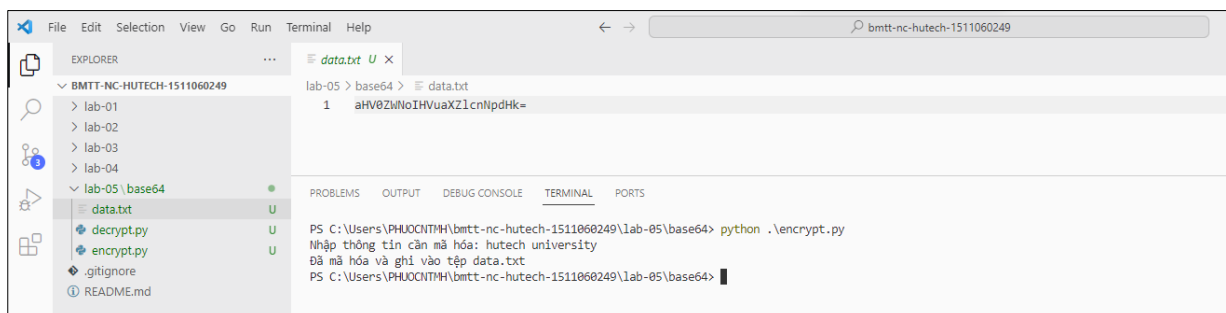 File Edit Selection View Go Run Terminal Help
bmtt-nc-hutech-1511060249
EXPLORER
BMTT-NC-HUTECH-1511060249
lab-01
lab-02
lab-03
lab-04
lab-05 \ base64
data.txt U
decrypt.py U
encrypt.py U
.gitignore
README.md
3
data.txt U
lab-05 > base64 > data.txt
1 aHV0ZWNoIHVuaXZlcnNpdHk=
PROBLEMS OUTPUT DEBUG CONSOLE TERMINAL PORTS
PS C:\Users\PHUOCNTMH\bmtt-nc-hutech-1511060249\lab-05\base64> python .\encrypt.py
Nhập thông tin cần mã hóa: hutech university
Đã mã hóa và ghi vào tệp data.txt
PS C:\Users\PHUOCNTMH\bmtt-nc-hutech-1511060249\lab-05\base64>